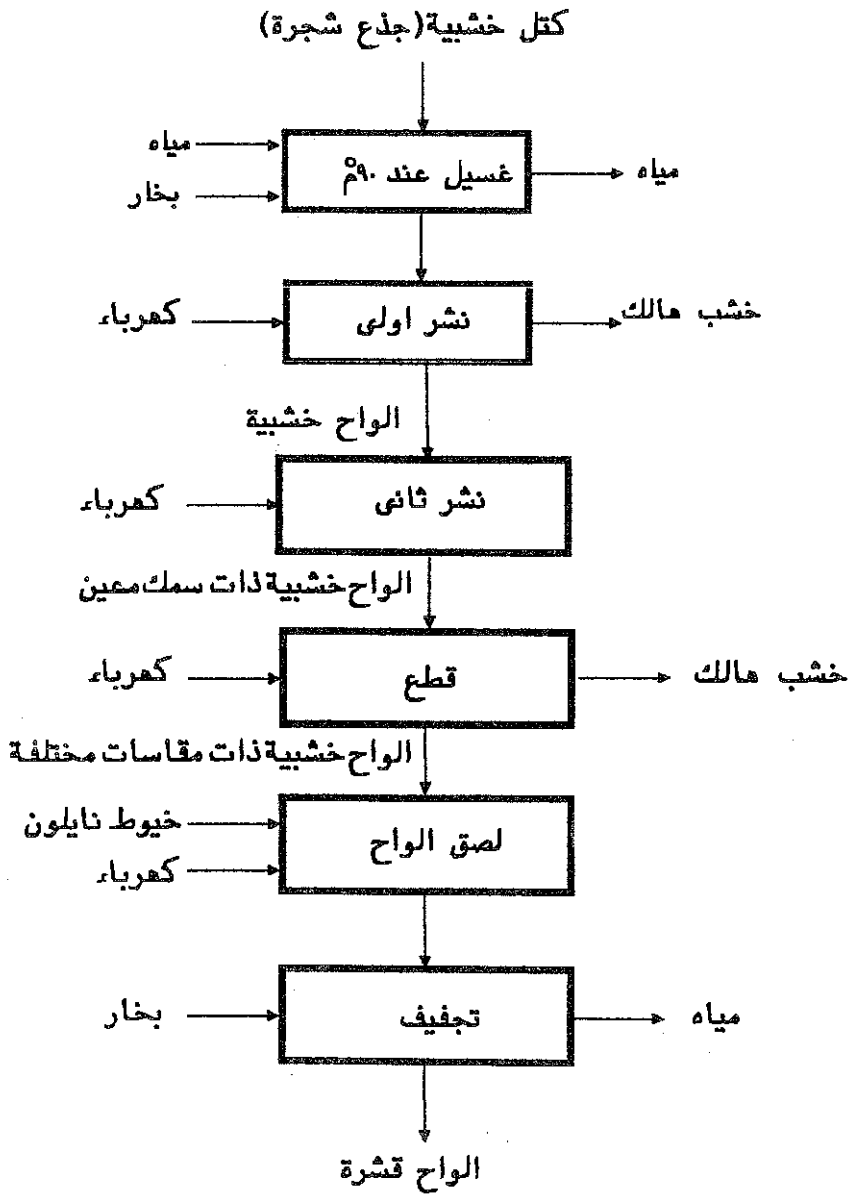 كتل خشبية (جذع شجرة)
مياه
غسيل عند ٩٠°م
مياه
بخار
كهرباء
نشر اولى
خشب هالك
الواح خشبية
كهرباء
نشر ثانى
الواح خشبية ذات سمك معين
كهرباء
قطع
خشب هالك
الواح خشبية ذات مقاسات مختلفة
خيوط نايلون
لصق الواح
كهرباء
بخار
تجفيف
مياه
الواح قشرة